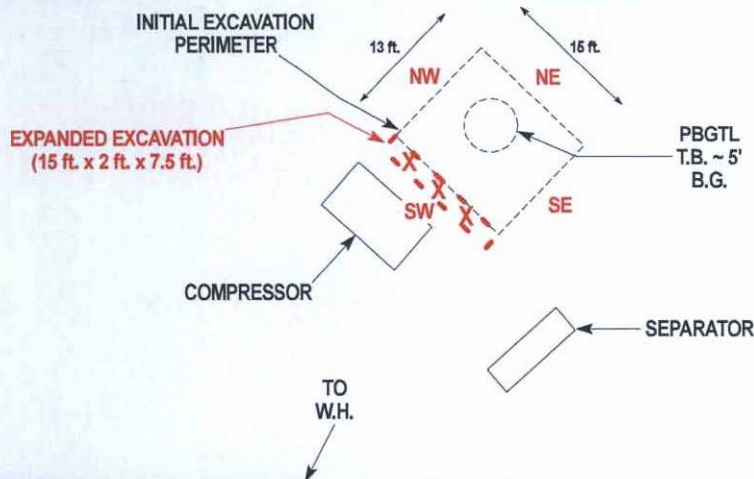 INITIAL EXCAVATION
PERIMETER
13 ft.
15 ft.
NW
NE
EXPANDED EXCAVATION
(15 ft. x 2 ft. x 7.5 ft.)
PBGTL
T.B. ~ 5'
B.G.
X
X
X
SW
SE
COMPRESSOR
SEPARATOR
TO
W.H.